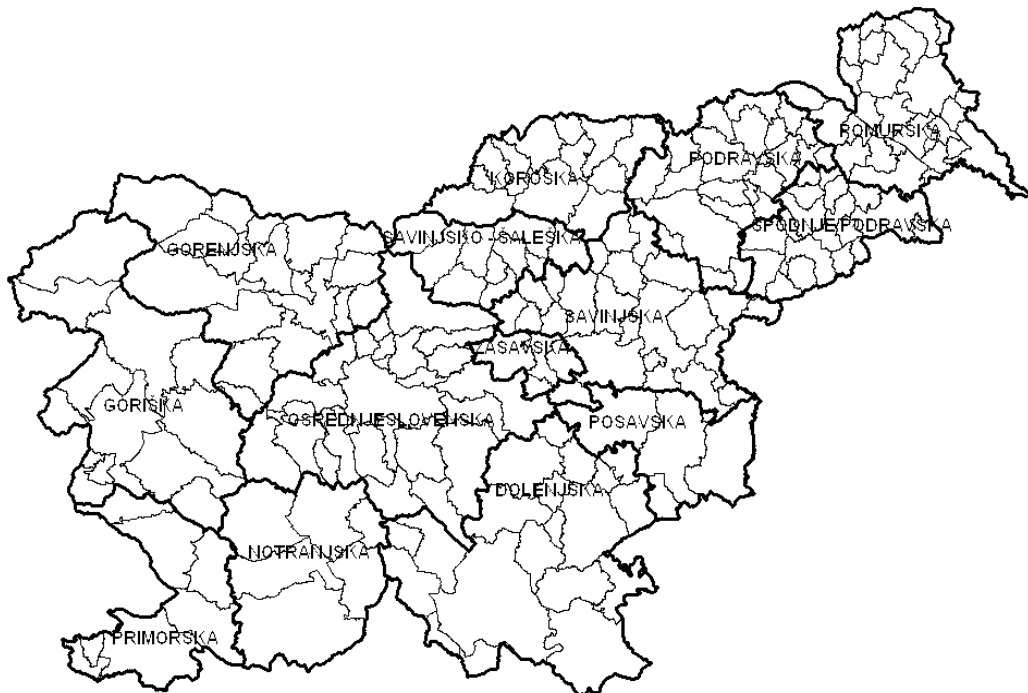 POMURSKA
PODRAVSKA
KOROŠKA
SPODNJEPODRAVSKA
SAVINJSKO - ŠALEŠKA
GORENJSKA
SAVINJSKA
ZASAVSKA
GORIŠKA
OSREDNJESLOVENSKA
POSAVSKA
DOLENJSKA
NOTRANJSKA
PRIMORSKA